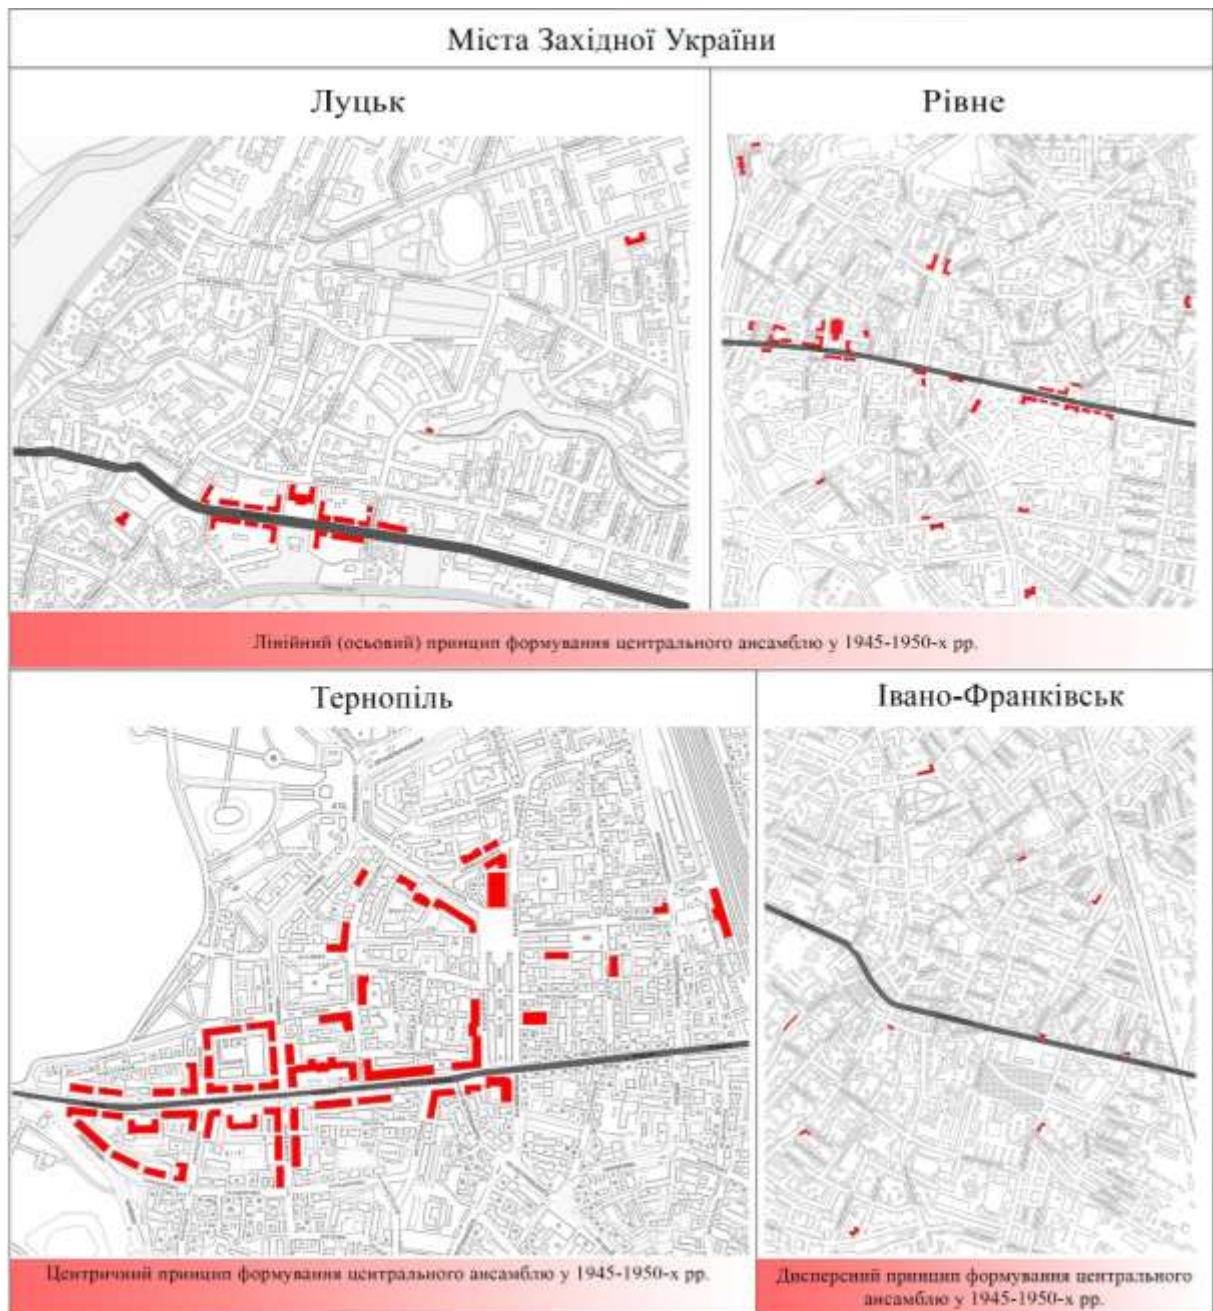 Міста Західної України
Луцьк
Рівне
Лінійний (осьовий) принцип формування центрального ансамблю у 1945-1950-х рр.
Тернопіль
Івано-Франківськ
Центричний принцип формування центрального ансамблю у 1945-1950-х рр.
Дисперсний принцип формування центрального
ансамблю у 1945-1950-х рр.